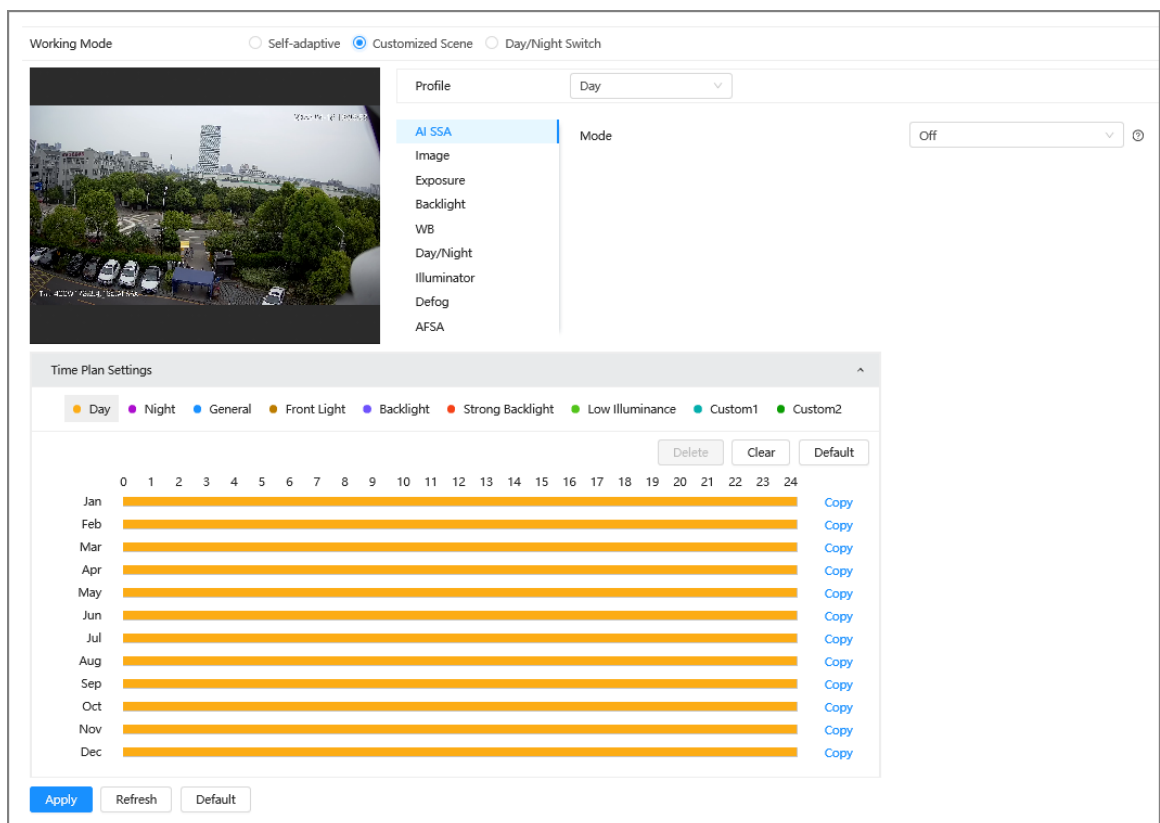 Working Mode Self-adaptive Customized Scene Day/Night Switch
Profile Day
AI SSA
Mode Off
Image
Exposure
Backlight
WB
Day/Night
Illuminator
Defog
AFSA
Time Plan Settings
Day Night General Front Light Backlight Strong Backlight Low Illuminance Custom1 Custom2
Delete Clear Default
0 1 2 3 4 5 6 7 8 9 10 11 12 13 14 15 16 17 18 19 20 21 22 23 24
Jan Copy
Feb Copy
Mar Copy
Apr Copy
May Copy
Jun Copy
Jul Copy
Aug Copy
Sep Copy
Oct Copy
Nov Copy
Dec Copy
Apply Refresh Default